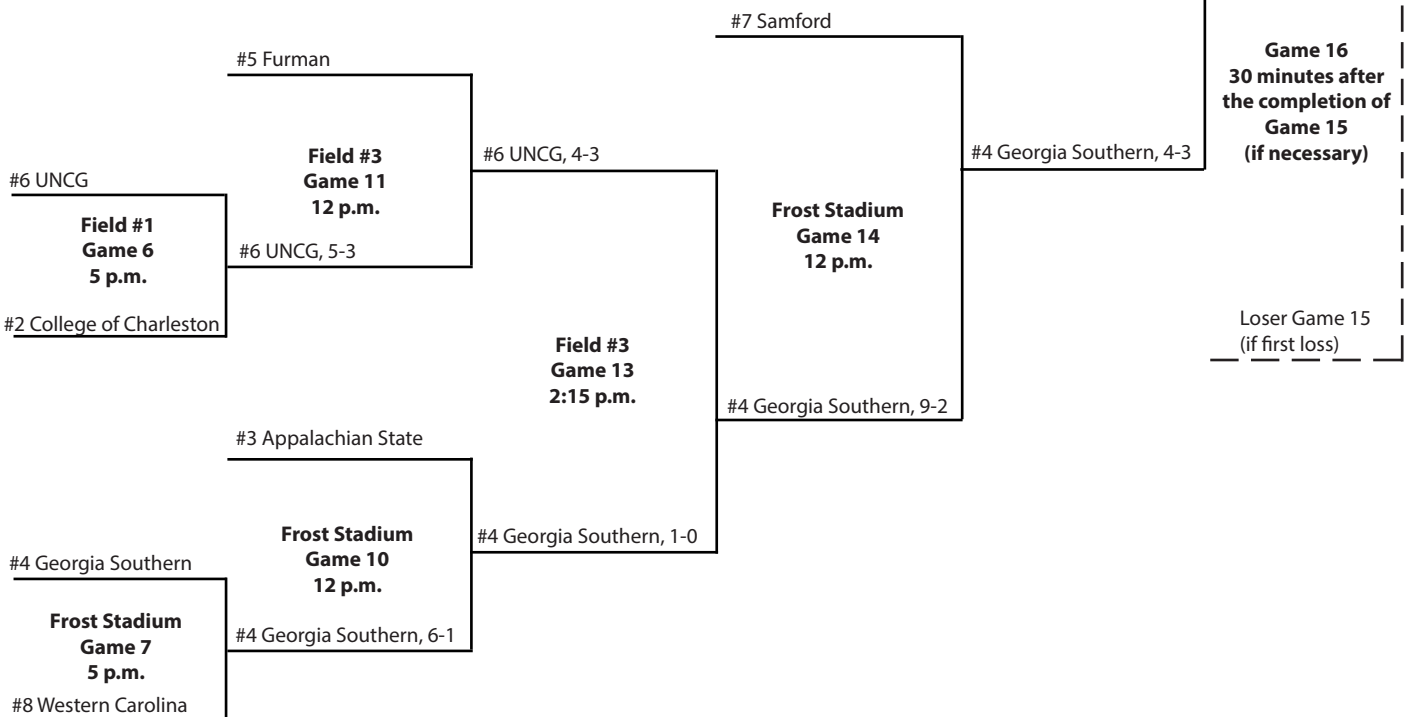 #7 Samford
Game 16
30 minutes after
the completion of
Game 15
(if necessary)
#5 Furman
Field #3
Game 11
12 p.m.
#6 UNCG, 4-3
#4 Georgia Southern, 4-3
#6 UNCG
Field #1
Game 6
5 p.m.
#6 UNCG, 5-3
Frost Stadium
Game 14
12 p.m.
#2 College of Charleston
Loser Game 15
(if first loss)
Field #3
Game 13
2:15 p.m.
#4 Georgia Southern, 9-2
#3 Appalachian State
Frost Stadium
Game 10
12 p.m.
#4 Georgia Southern, 1-0
#4 Georgia Southern
Frost Stadium
Game 7
5 p.m.
#4 Georgia Southern, 6-1
#8 Western Carolina